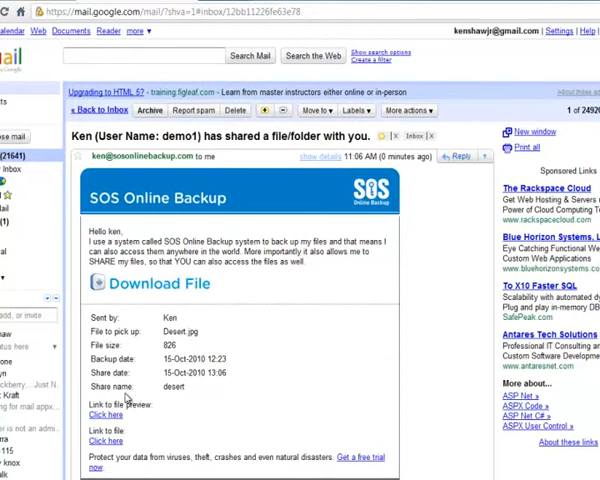 https://mail.google.com/mail/?shva=1#inbox/12bb11226fe63e78
Web Documents Reader more ▾
kenshawjr@gmail.com | Settings | Help
Search Mail Search the Web Show search options
Create a filter
Upgrading to HTML 5? - training.figleaf.com - Learn from master instructors either online or in-person
About these
« Back to Inbox Archive Report spam Delete Move to ▾ Labels ▾ More actions ▾
Ken (User Name: demo1) has shared a file/folder with you. Inbox X
ken@sosonlinebackup.com to me show details 11:06 AM (0 minutes ago) Reply
SOS Online Backup
SOS
Online Backup
Hello ken,
I use a system called SOS Online Backup system to back up my files and that means I
can also access them anywhere in the world. More importantly it also allows me to
SHARE my files, so that YOU can also access the files as well.
Download File
Sent by: Ken
File to pick up: Desert.jpg
File size: 826
Backup date: 15-Oct-2010 12:23
Share date: 15-Oct-2010 13:06
Share name: desert
Link to file preview:
Click here
Link to file:
Click here
Protect your data from viruses, theft, crashes and even natural disasters. Get a free trial
now.
New window
Print all
Sponsored Links
The Rackspace Cloud
Get Web Hosting & Servers
Power of Cloud Computing
www.rackspacecloud.com
Blue Horizon Systems,
Eye Catching Functional
Custom Web Applications
www.bluehorizonsystems.
To X10 Faster SQL
Scalability with automated
Plug and play in-memory
SafePeak.com
Antares Tech Solutions
Professional IT Consulting
Custom Software
www.antaresnet.com
More about...
ASP Net »
ASPX Code »
ASP Net C# »
ASPX User Control »
About these links
(21641)
Inbox
add, or invite
Kraft
115
knox